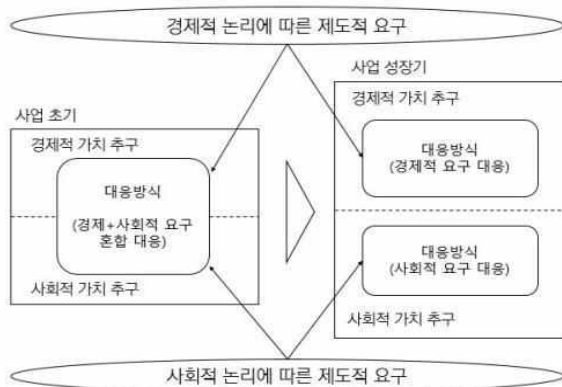 경제적 논리에 따른 제도적 요구
사업 초기
경제적 가치 추구
대응방식
(경제+사회적 요구
혼합 대응)
사회적 가치 추구
사업 성장기
경제적 가치 추구
대응방식
(경제적 요구 대응)
대응방식
(사회적 요구 대응)
사회적 가치 추구
사회적 논리에 따른 제도적 요구